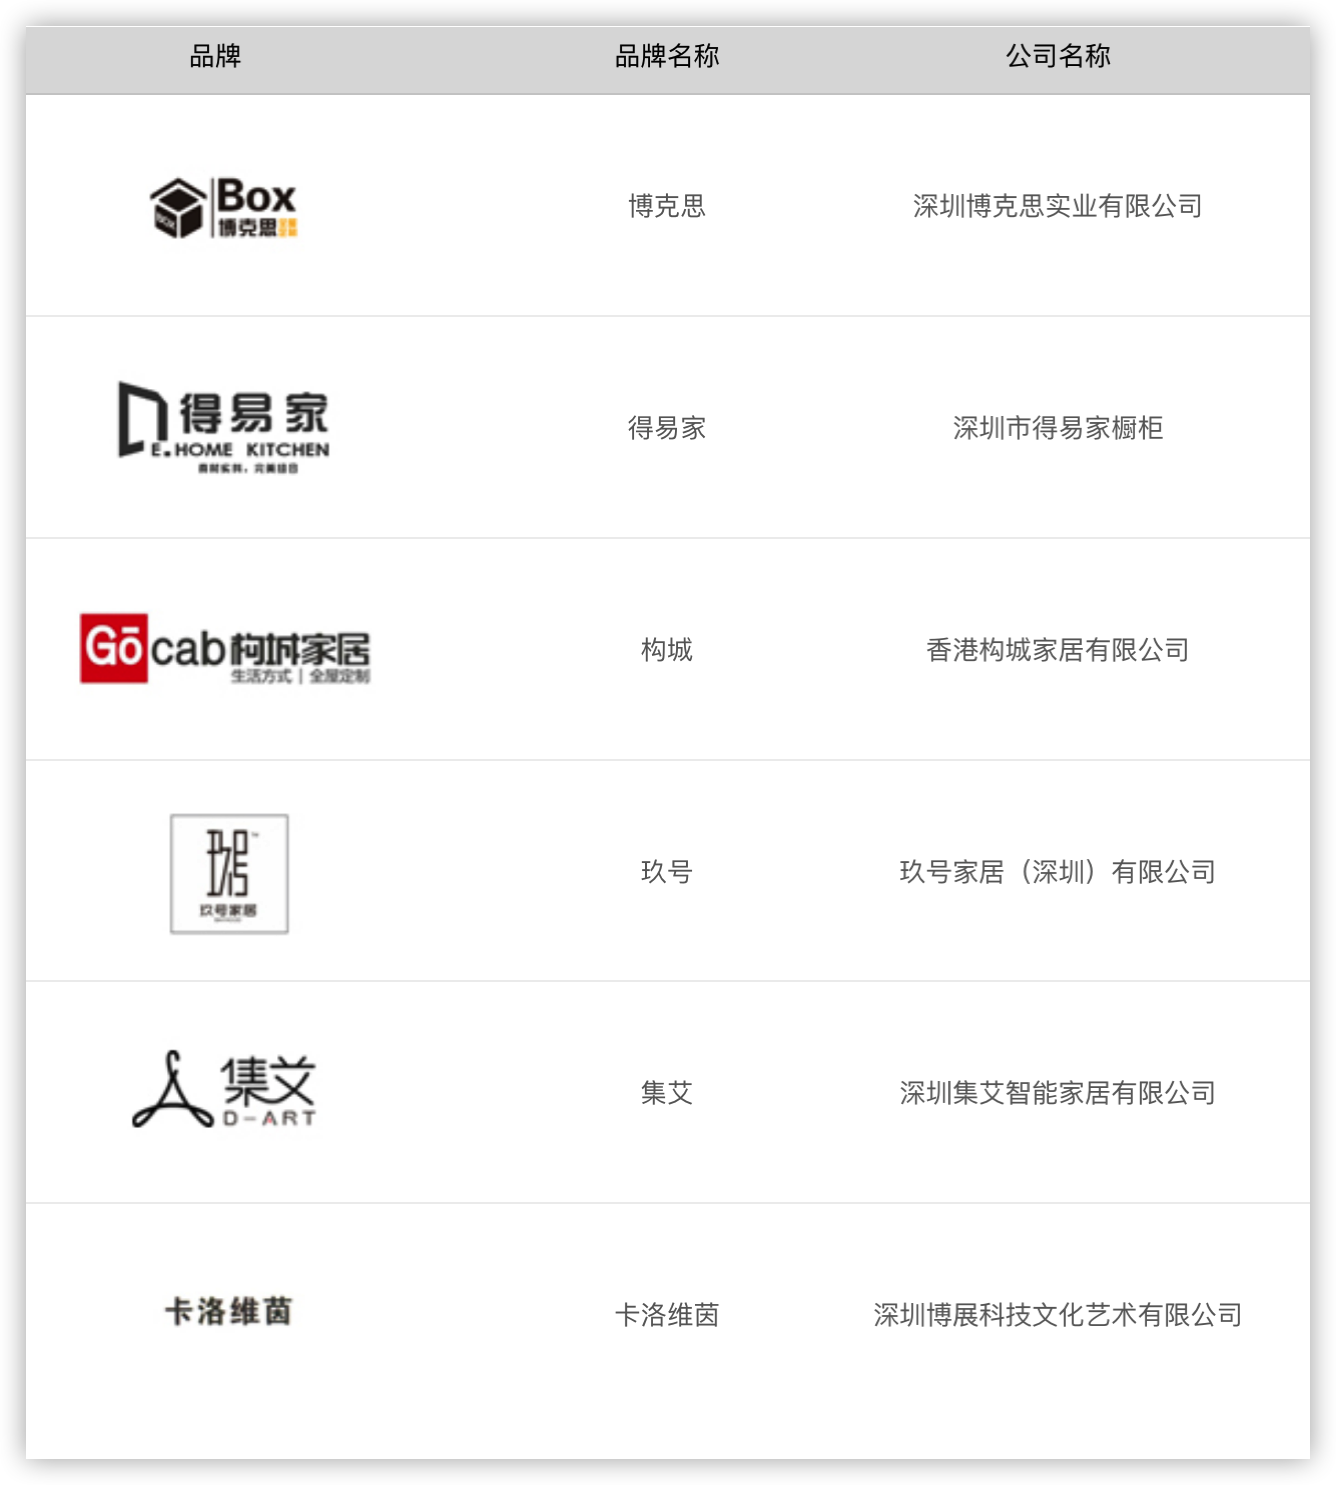 品牌 品牌名称 公司名称
Box
BOX
博克思
博克思 深圳博克思实业有限公司
得易家
E.HOME KITCHEN
得易家 深圳市得易家橱柜
Gō cab 构城家居
生活方式 | 全屋定制
构城 香港构城家居有限公司
玖号
玖号家居
玖号 玖号家居（深圳）有限公司
集艾
D-ART
集艾 深圳集艾智能家居有限公司
卡洛维茵
卡洛维茵 深圳博展科技文化艺术有限公司